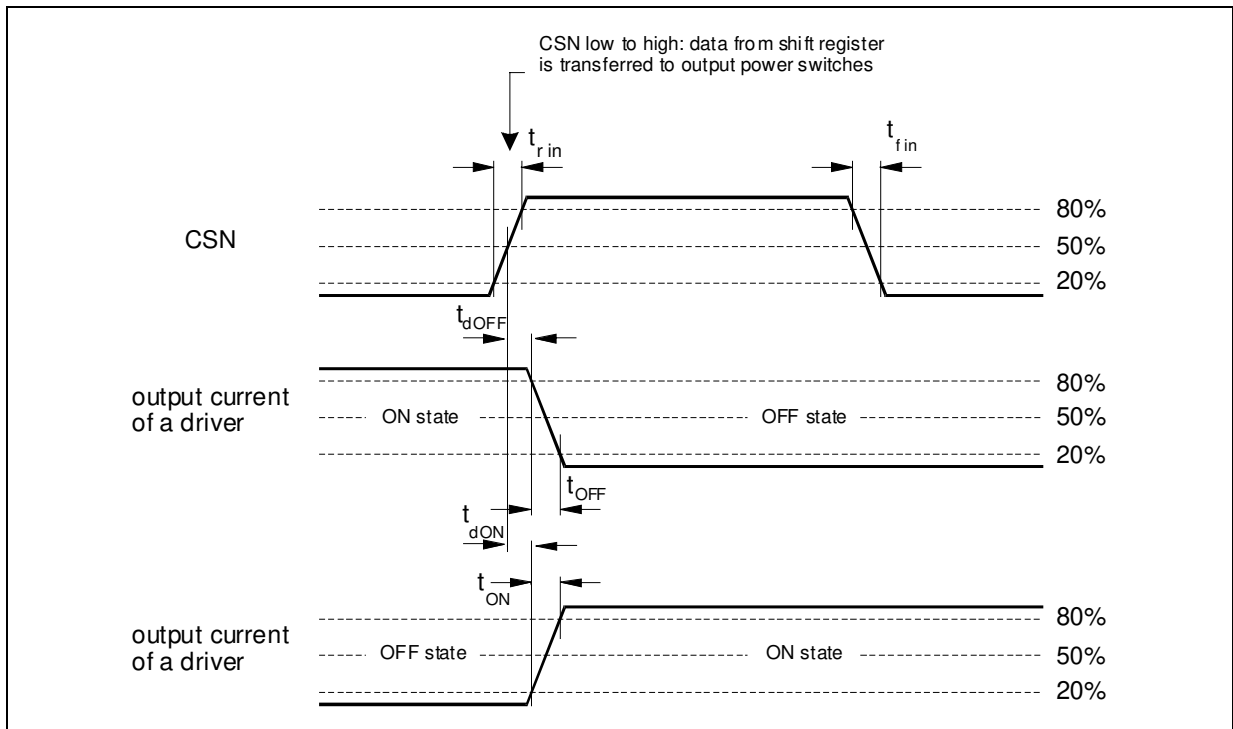 CSN low to high: data from shift register
is transferred to output power switches
t r in
t f in
CSN
80%
50%
20%
t dOFF
output current
of a driver
ON state
OFF state
80%
50%
20%
t OFF
t dON
t ON
output current
of a driver
OFF state
ON state
80%
50%
20%